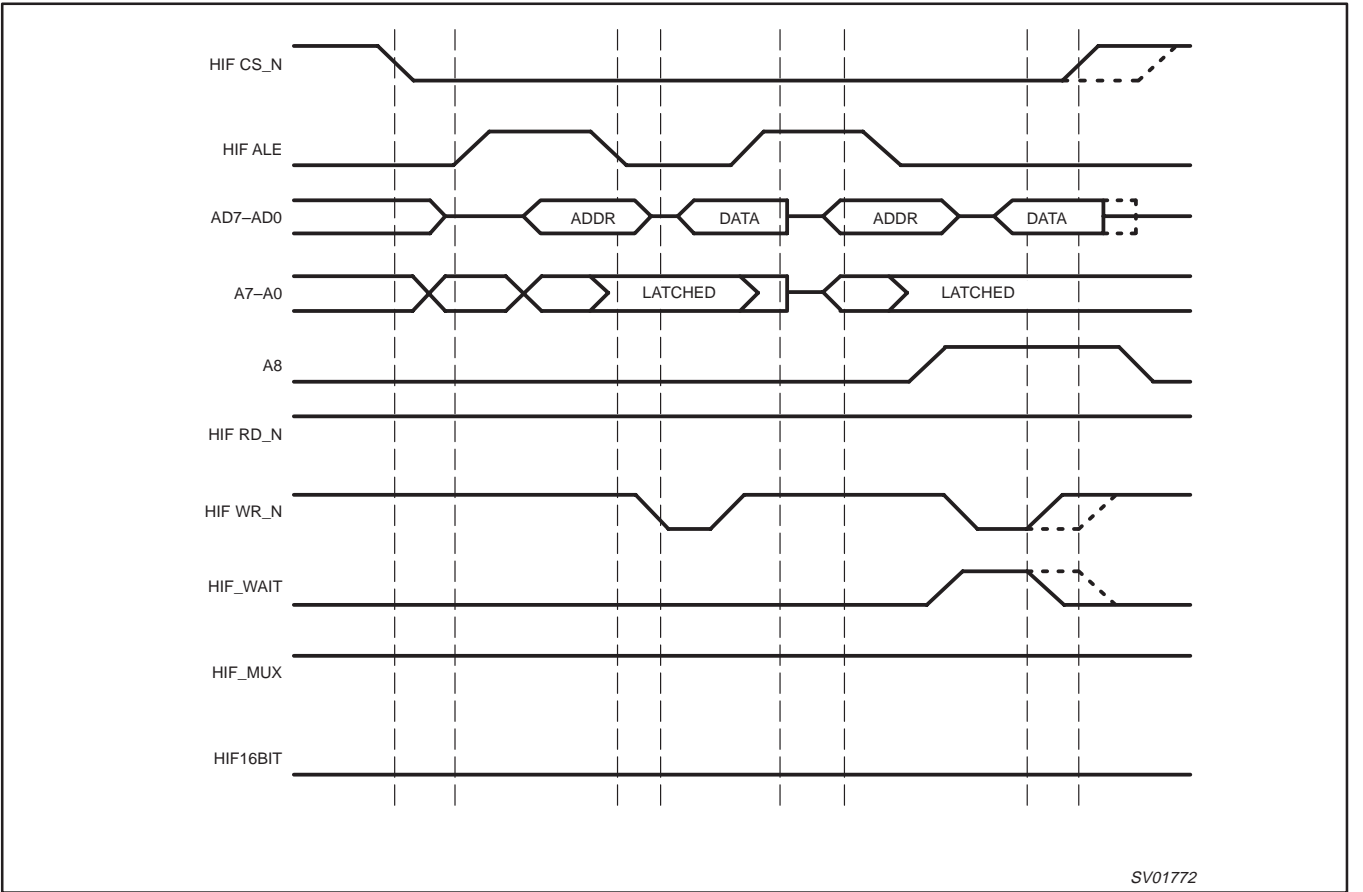 HIF CS_N
HIF ALE
AD7–AD0
ADDR
DATA
ADDR
DATA
A7–A0
LATCHED
LATCHED
A8
HIF RD_N
HIF WR_N
HIF_WAIT
HIF_MUX
HIF16BIT
SV01772